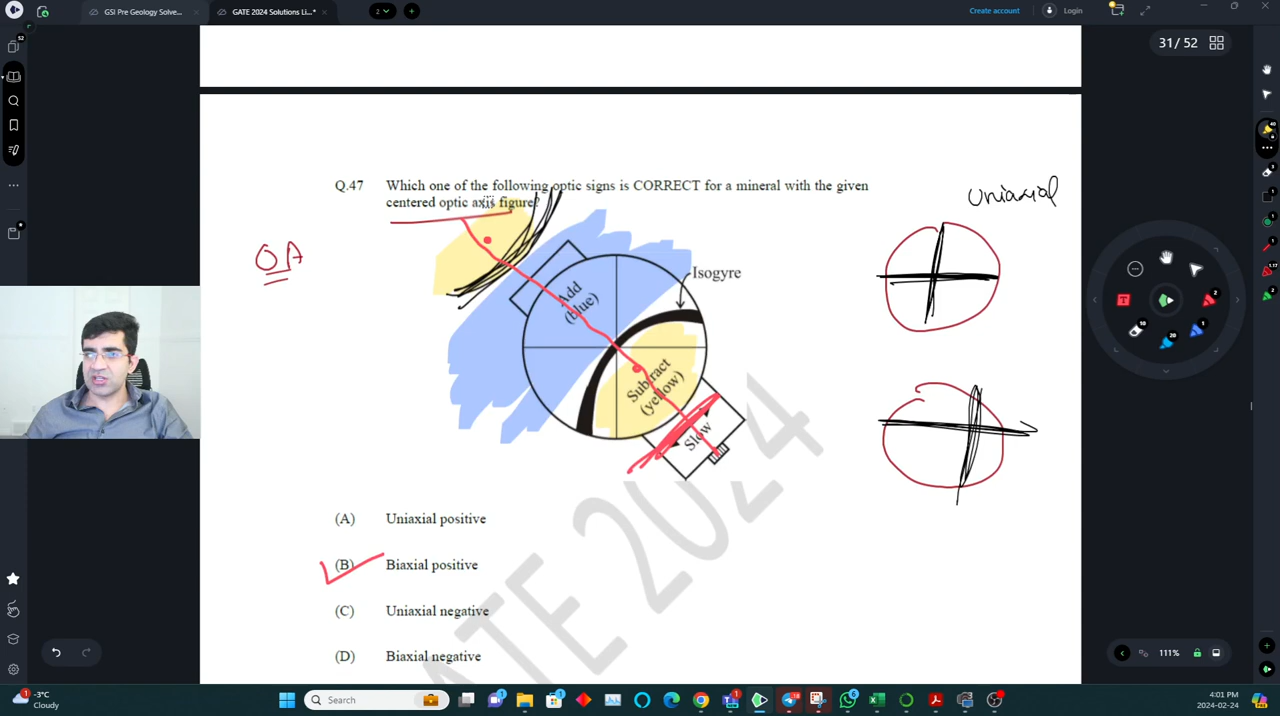 GSI Pre Geology Solve...
GATE 2024 Solutions Li...*
2
Create account
Login
52
31/52
Q.47 Which one of the following optic signs is CORRECT for a mineral with the given
centered optic axis figure?
Uniaxial
OA
Isogyre
Add
(blue)
Subtract
(yellow)
Slow
(A) Uniaxial positive
(B) Biaxial positive
(C) Uniaxial negative
(D) Biaxial negative
GATE 2024
111%
1
-3°C
Cloudy
Search
4:01 PM
2024-02-24